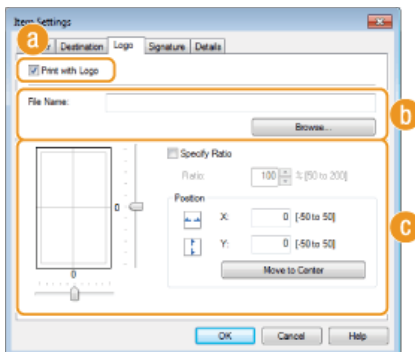 Item Settings
a
Destination Logo Signature Details
Print with Logo
File Name:
b
Browse...
Specify Ratio
Ratio: 100 % [50 to 200]
Position
0 X: 0 [-50 to 50]
c
Y: 0 [-50 to 50]
0 Move to Center
OK Cancel Help